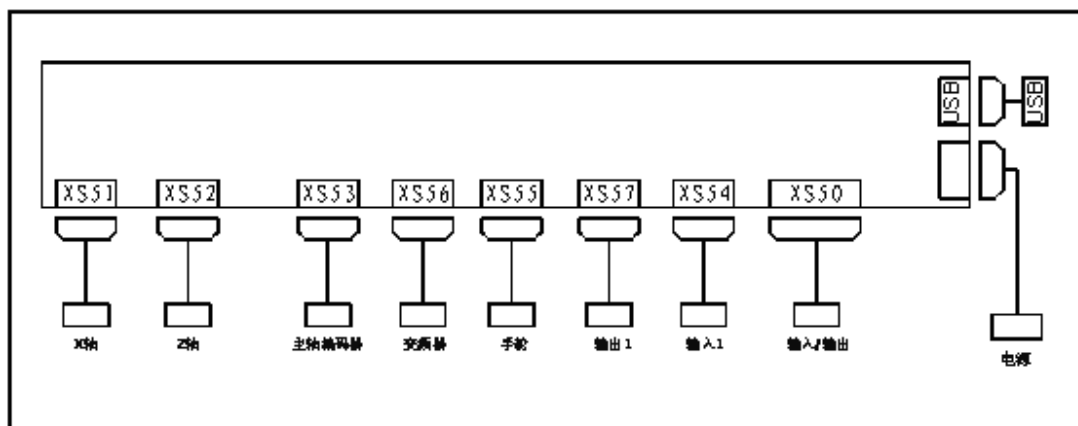 USB
USB
XS51 XS52 XS53 XS56 XS55 XS57 XS54 XS50
X轴 Z轴 主轴编码器 变频器 手轮 输出1 输入1 输入/输出
电源